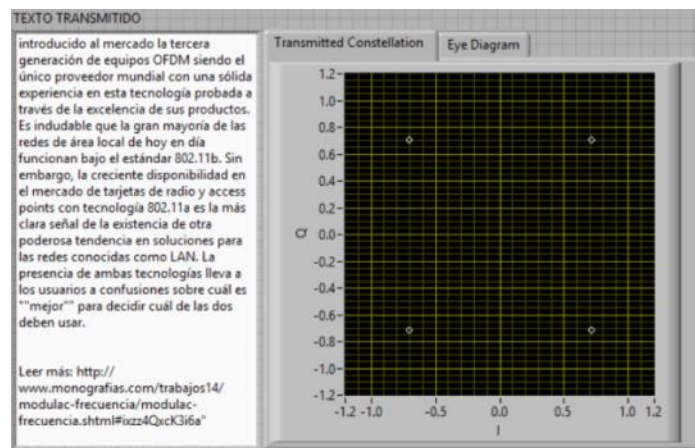 TEXTO TRANSMITIDO
introducido al mercado la tercera
generación de equipos OFDM siendo el
único proveedor mundial con una sólida
experiencia en esta tecnología probada a
través de la excelencia de sus productos.
Es indudable que la gran mayoría de las
redes de área local de hoy en día
funcionan bajo el estándar 802.11b. Sin
embargo, la creciente disponibilidad en
el mercado de tarjetas de radio y access
points con tecnología 802.11a es la más
clara señal de la existencia de otra
poderosa tendencia en soluciones para
las redes conocidas como LAN. La
presencia de ambas tecnologías lleva a
los usuarios a confusiones sobre cuál es
""mejor"" para decidir cuál de las dos
deben usar.
Leer más: http://
www.monografias.com/trabajos14/
modulac-frecuencia/modulac-
frecuencia.shtml#ixzz4QxcK3i6a"
Transmitted Constellation
Eye Diagram
1.2
1.0
0.8
0.6
0.4
0.2
0.0
-0.2
-0.4
-0.6
-0.8
-1.0
-1.2
Q
-1.2 -1.0 -0.5 0.0 0.5 1.0 1.2
I